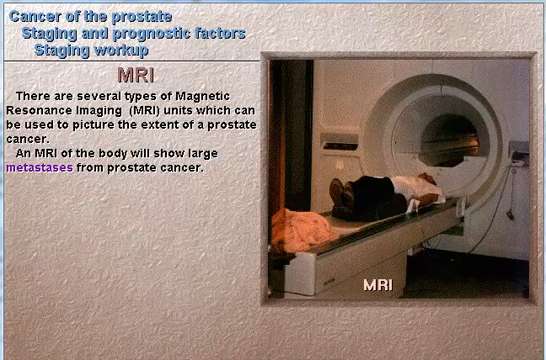 Cancer of the prostate
Staging and prognostic factors
Staging workup
MRI
There are several types of Magnetic
Resonance Imaging (MRI) units which can
be used to picture the extent of a prostate
cancer.
An MRI of the body will show large
metastases from prostate cancer.
MRI